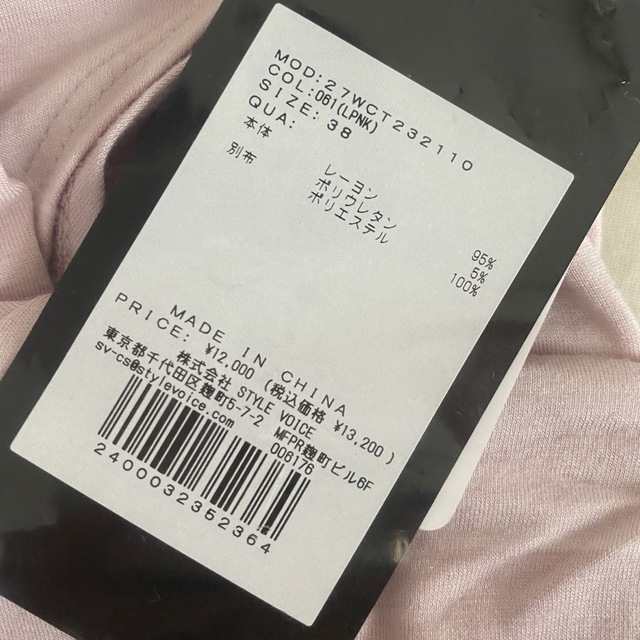 MOD:27WCT232110
COL:061(LPNK)
SIZE: 38
QUA:
本体 レーヨン 95%
ポリウレタン 5%
別布 ポリエステル 100%
MADE IN CHINA
PRICE: ¥12,000 (税込価格 ¥13,200)
株式会社 STYLE VOICE
東京都千代田区麹町5-7-2 MFPR麹町ビル6F
sv-cs@stylevoice.com 006176
2400032352364